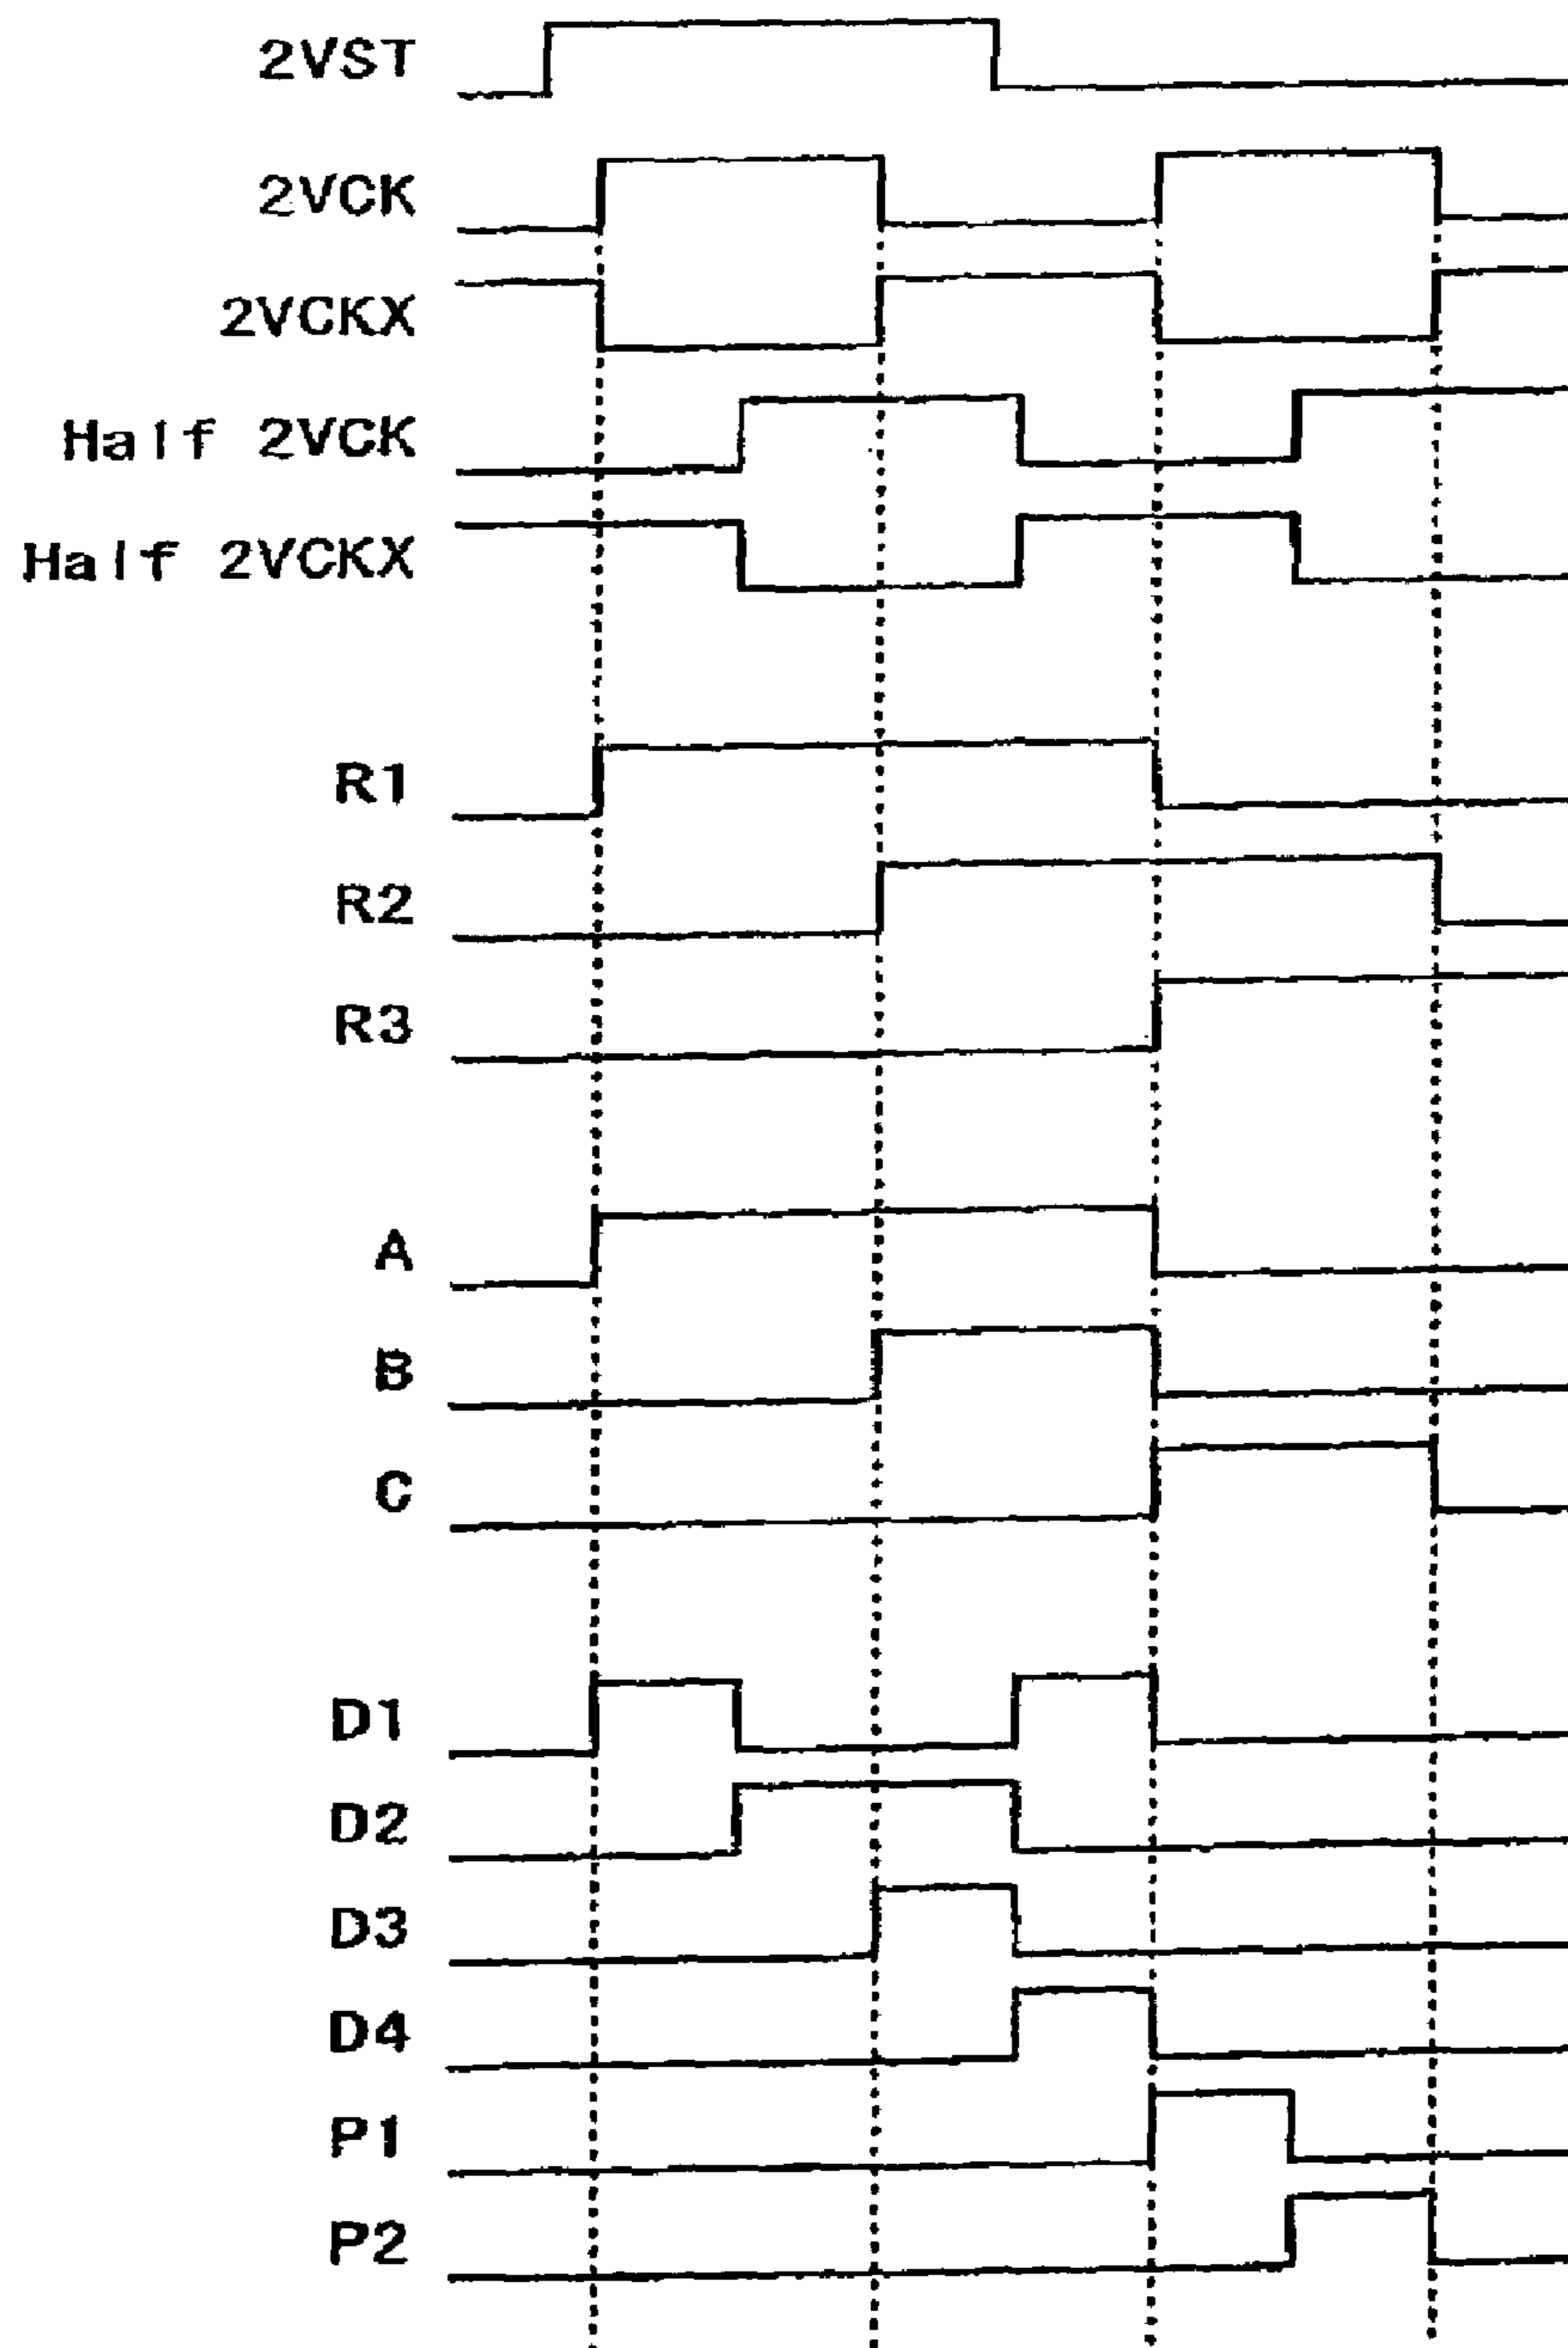 2VST
2VCK
2VCKX
Half 2VCK
Half 2VCKX
R1
R2
R3
A
B
C
D1
D2
D3
D4
P1
P2